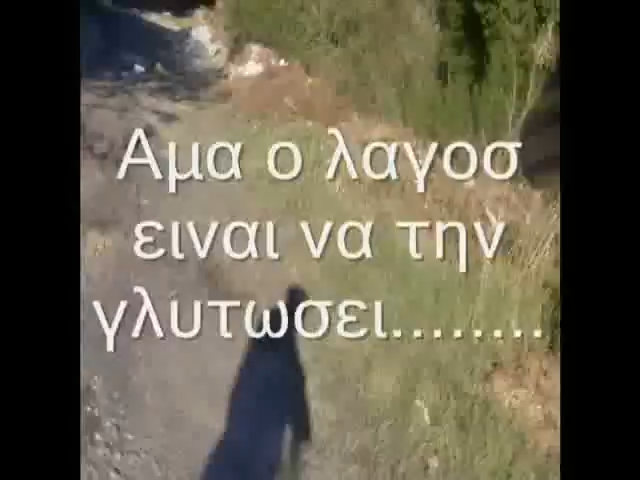 Αμα ο λαγοσ
ειναι να την
γλυτωσει........